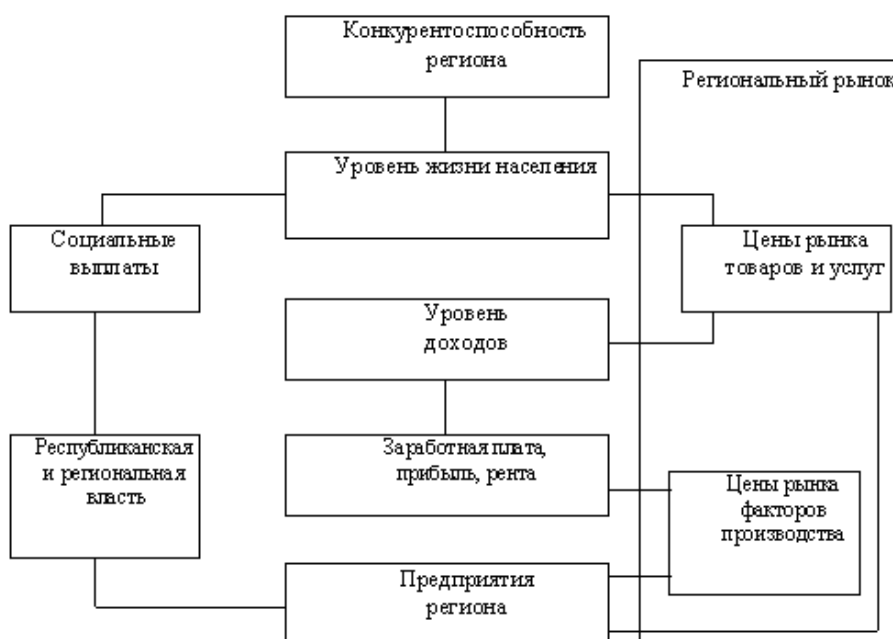 Конкурентоспособность
региона
Региональный рынок
Уровень жизни населения
Социальные
выплаты
Цены рынка
товаров и услуг
Уровень
доходов
Республиканская
и региональная
власть
Заработная плата,
прибыль, рента
Цены рынка
факторов
производства
Предприятия
региона